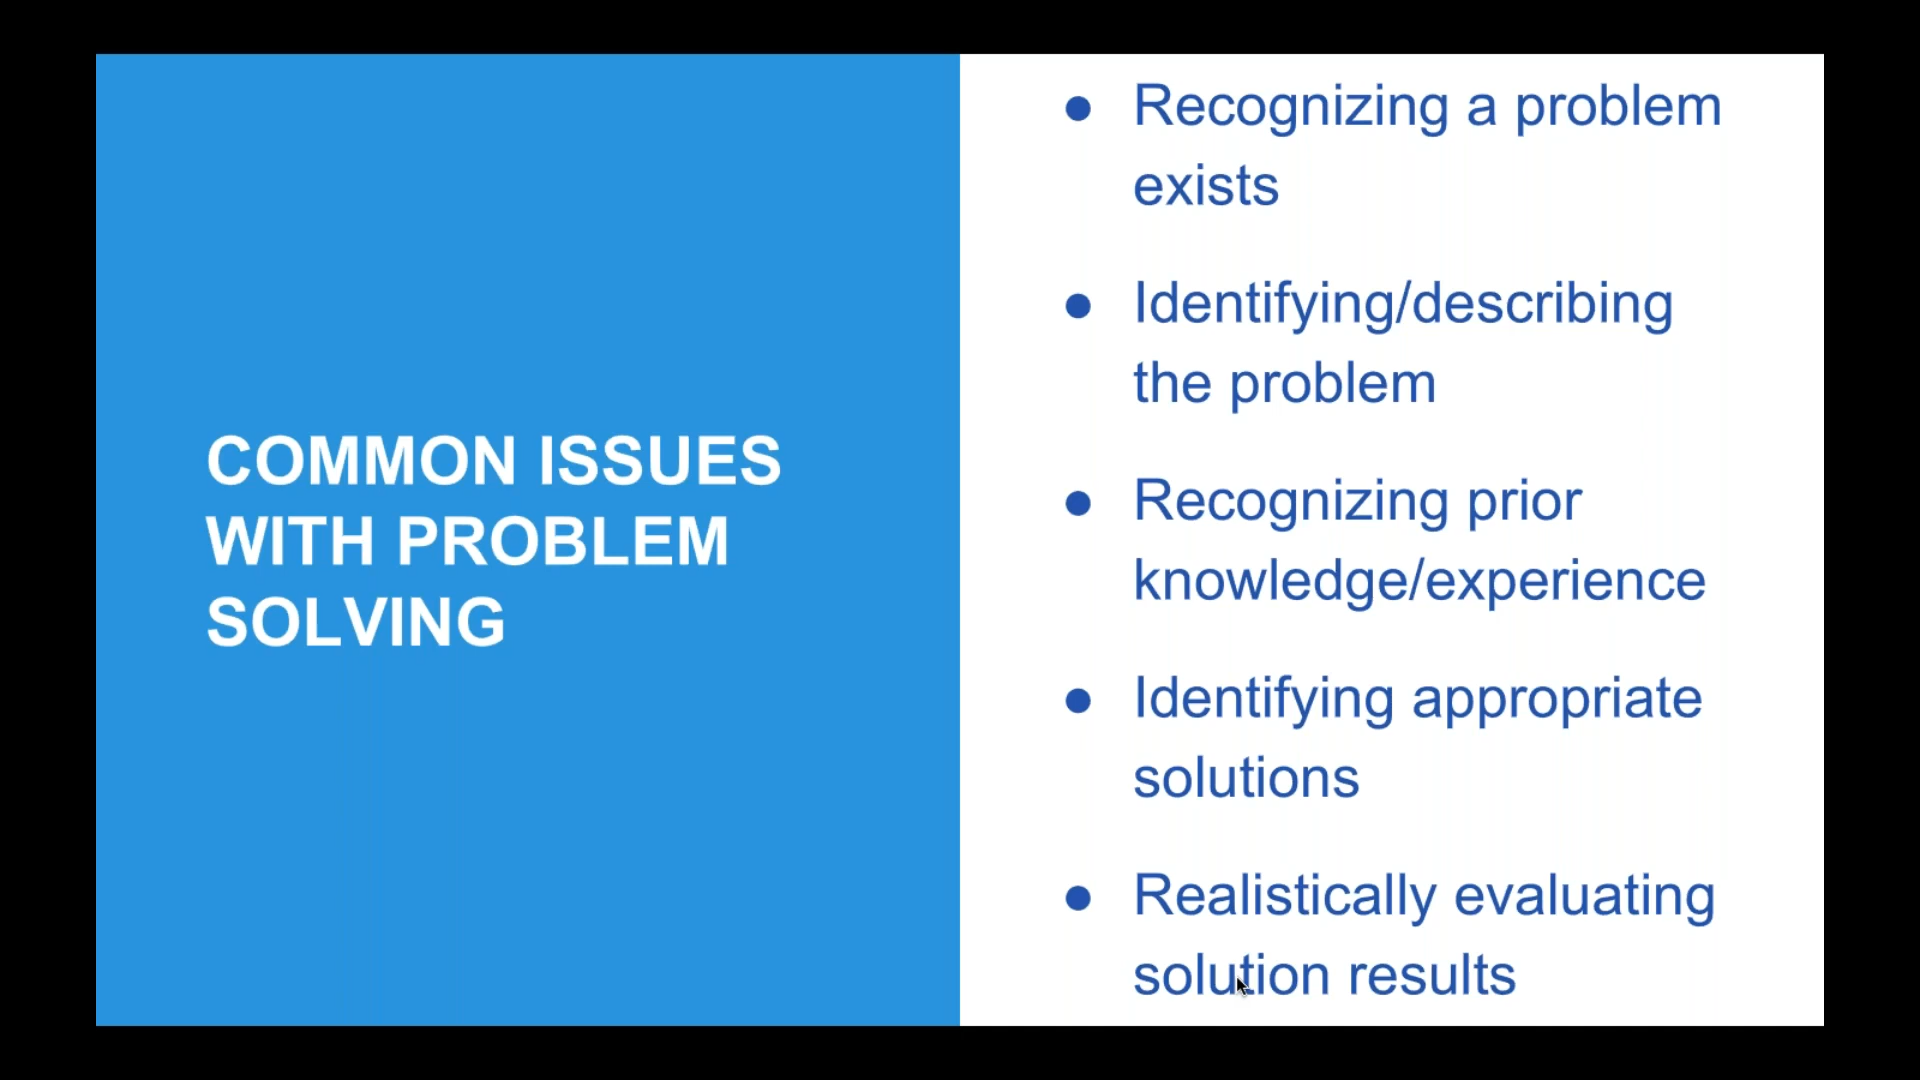 COMMON ISSUES
WITH PROBLEM
SOLVING
● Recognizing a problem
exists
● Identifying/describing
the problem
● Recognizing prior
knowledge/experience
● Identifying appropriate
solutions
● Realistically evaluating
solution results